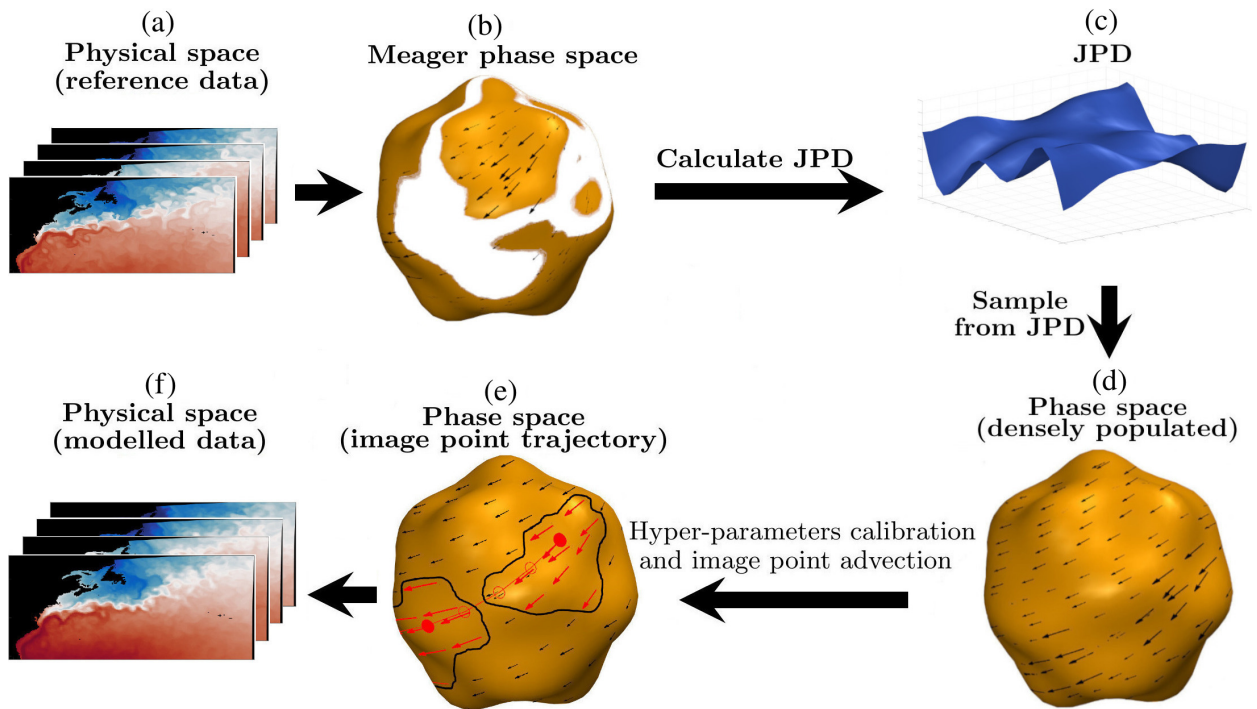 (a)
Physical space
(reference data)
(b)
Meager phase space
Calculate JPD
(c)
JPD
Sample
from JPD
(d)
Phase space
(densely populated)
Hyper-parameters calibration
and image point advection
(e)
Phase space
(image point trajectory)
(f)
Physical space
(modelled data)